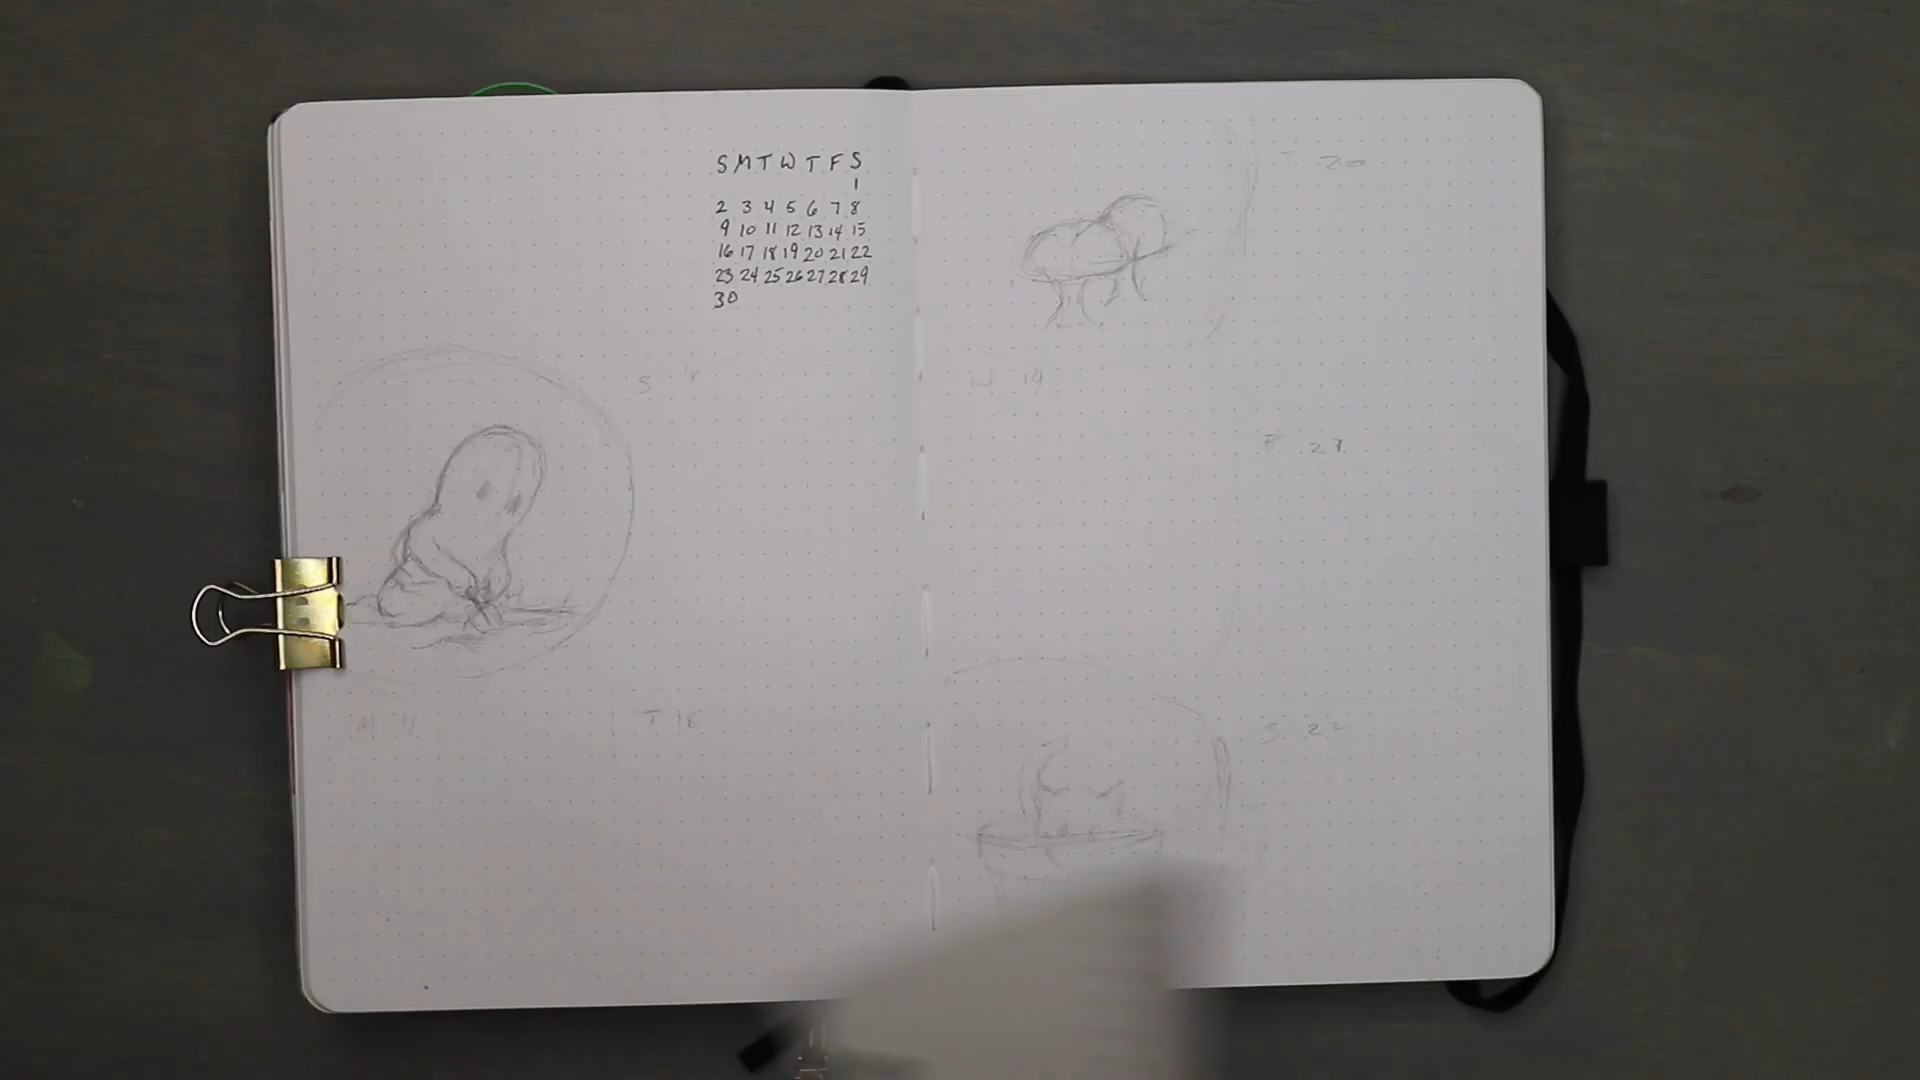 S M T W T F S
1
2 3 4 5 6 7 8
9 10 11 12 13 14 15
16 17 18 19 20 21 22
23 24 25 26 27 28 29
30
S 16
M
T
T 20
W 19
F 21
S 22